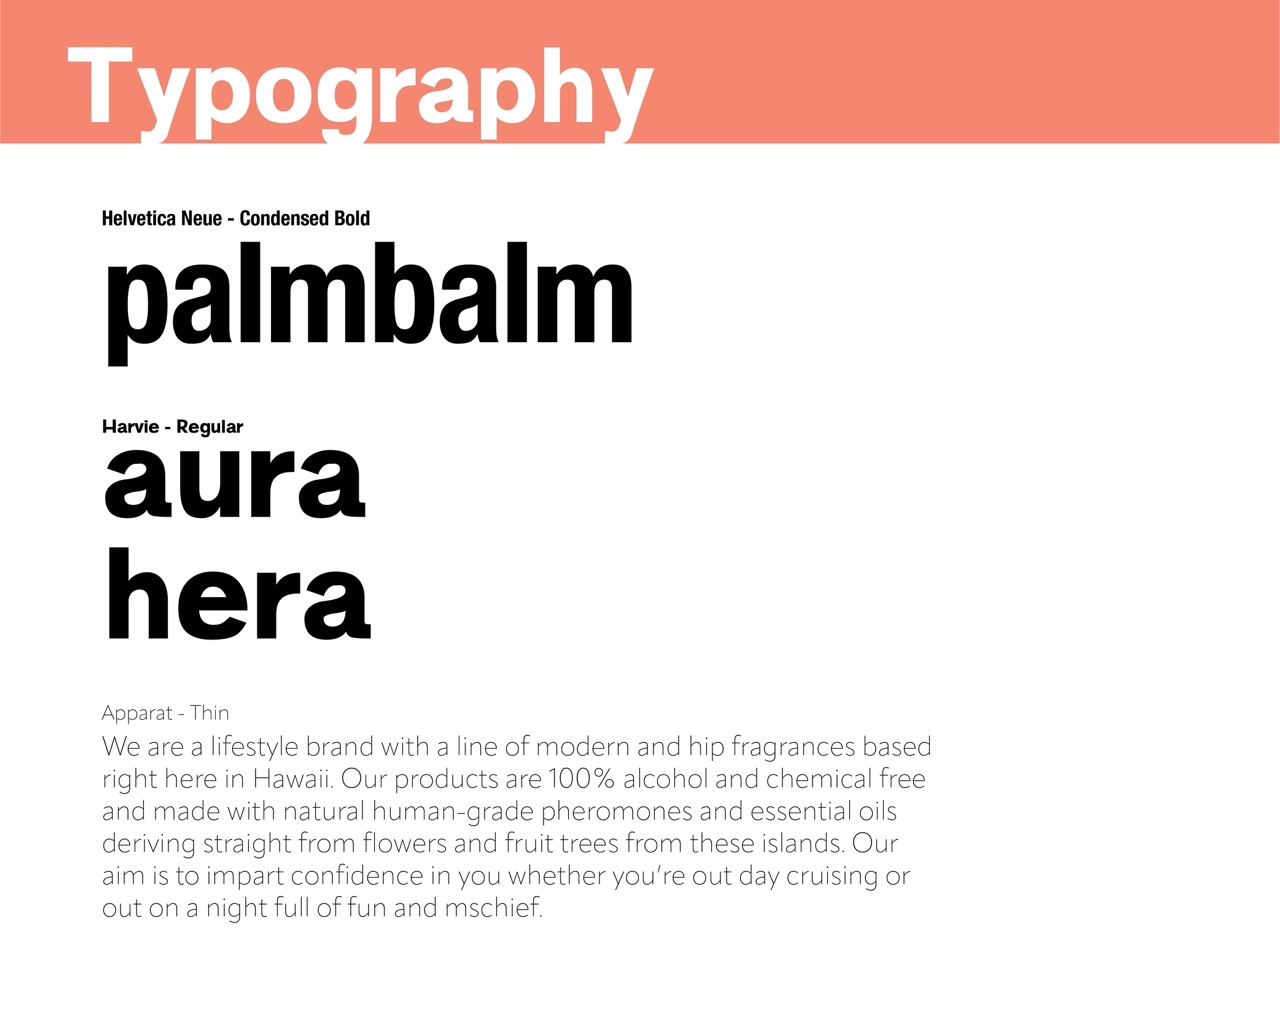 Typography
Helvetica Neue - Condensed Bold
palmbalm
Harvie - Regular
aura
hera
Apparat - Thin
We are a lifestyle brand with a line of modern and hip fragrances based
right here in Hawaii. Our products are 100% alcohol and chemical free
and made with natural human-grade pheromones and essential oils
deriving straight from flowers and fruit trees from these islands. Our
aim is to impart confidence in you whether you’re out day cruising or
out on a night full of fun and mschief.